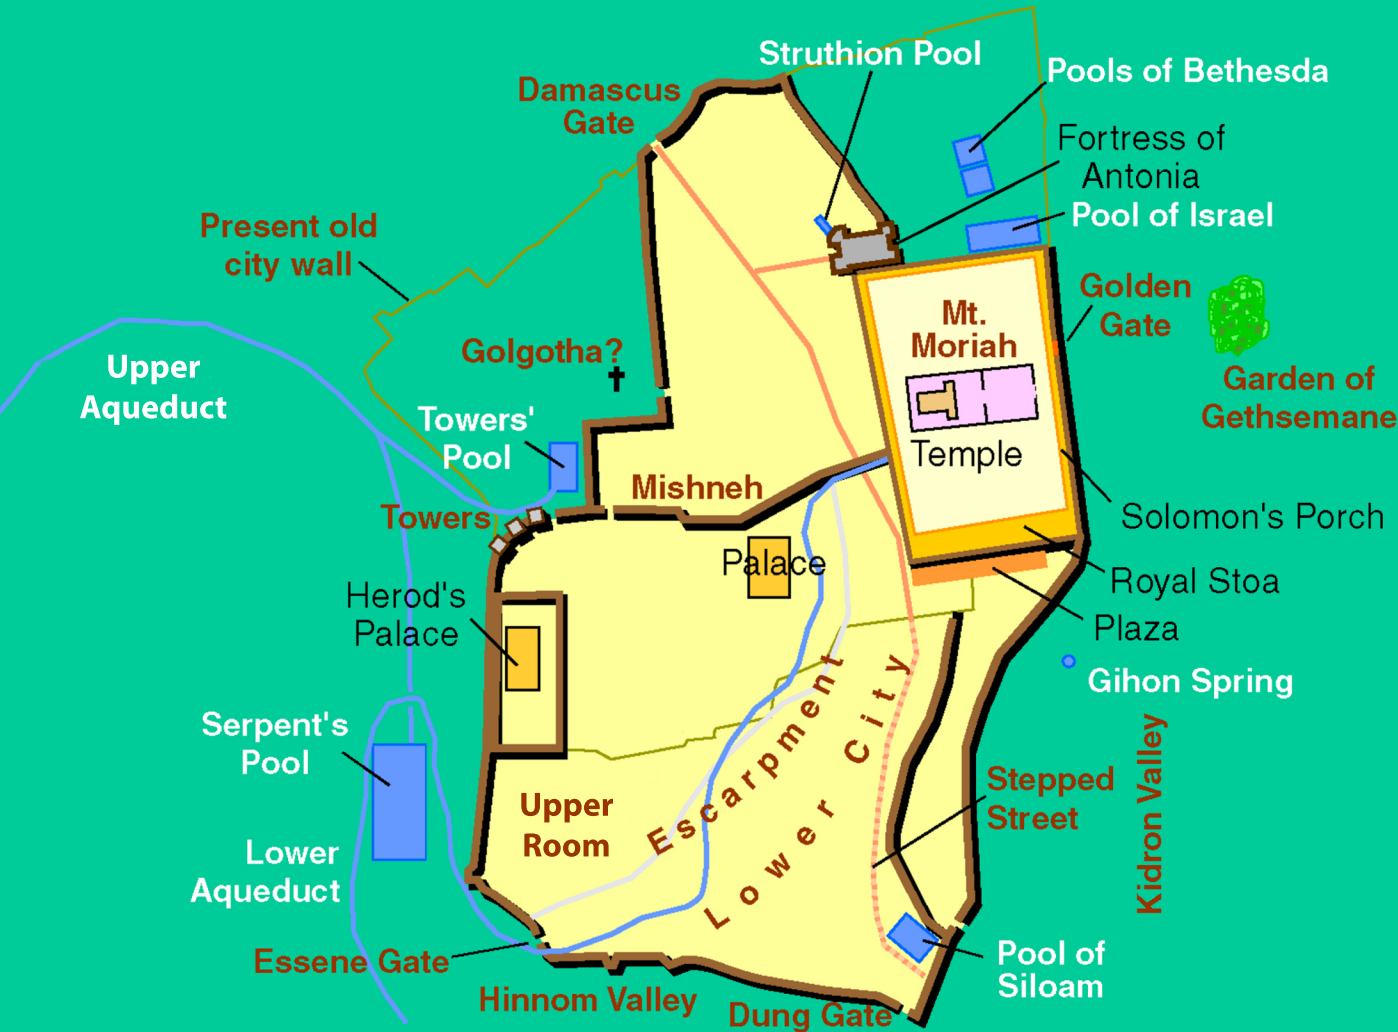 Struthion Pool
Pools of Bethesda
Damascus
Gate
Fortress of
Antonia
Pool of Israel
Present old
city wall
Golden
Gate
Mt.
Moriah
Golgotha?
Upper
Aqueduct
Garden of
Gethsemane
Towers'
Pool
Temple
Mishneh
Towers
Solomon's Porch
Palace
Royal Stoa
Herod's
Palace
Plaza
Gihon Spring
Escarpment
Lower City
Serpent's
Pool
Kidron Valley
Stepped
Street
Upper
Room
Lower
Aqueduct
Essene Gate
Pool of
Siloam
Hinnom Valley
Dung Gate